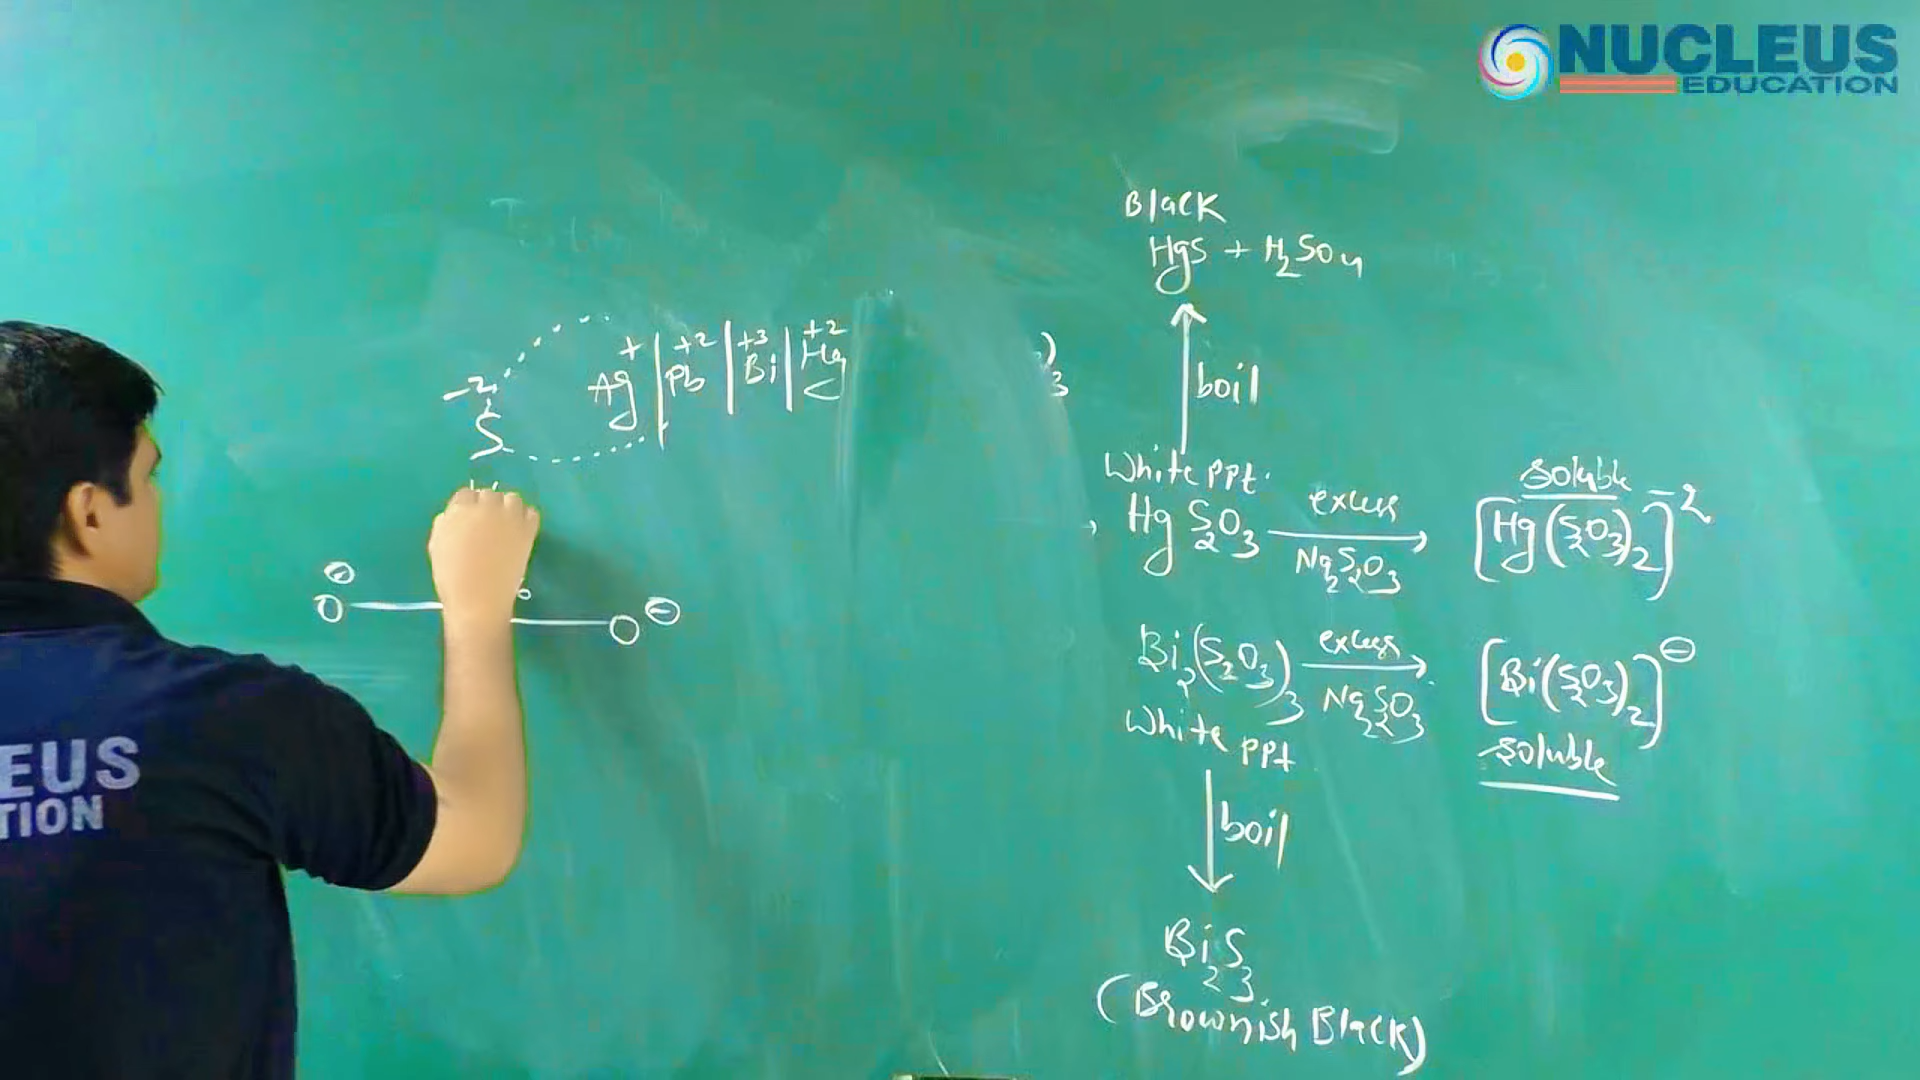 NUCLEUS
EDUCATION
Black
HgS + H₂SO₄
boil
+ | +2 | +3 | +2
Ag | Pb | Bi | Hg
-2
S
)₃
White ppt.
HgS₂O₃ excess Na₂S₂O₃ → [Hg(S₂O₃)₂]⁻²
soluble
⊖
O
O ⊖
Bi₂(S₂O₃)₃ excess Na₂S₂O₃ → [Bi(S₂O₃)₂]⊖
White ppt
soluble
boil
Bi₂S₃
(Brownish Black)
EUS
TION